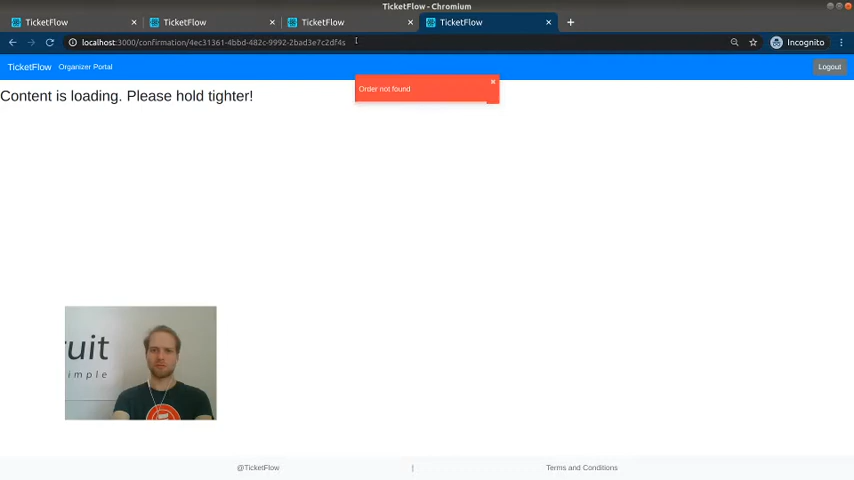 TicketFlow - Chromium
TicketFlow
TicketFlow
TicketFlow
TicketFlow
localhost:3000/confirmation/4ec31361-4bbd-482c-9992-2bad3e7c2df4s
Incognito
TicketFlow Organizer Portal
Logout
Order not found
Content is loading. Please hold tighter!
uit
simple
@TicketFlow | Terms and Conditions